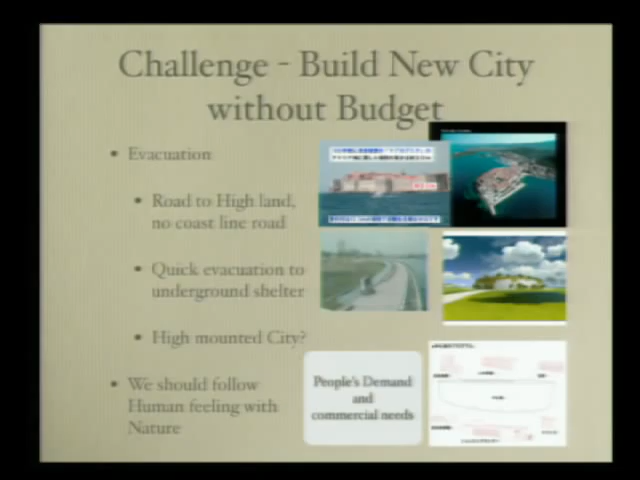 Challenge - Build New City
without Budget
• Evacuation
• Road to High land,
no coast line road
• Quick evacuation to
underground shelter
• High mounted City?
• We should follow
Human feeling with
Nature
People's Demand
and
commercial needs